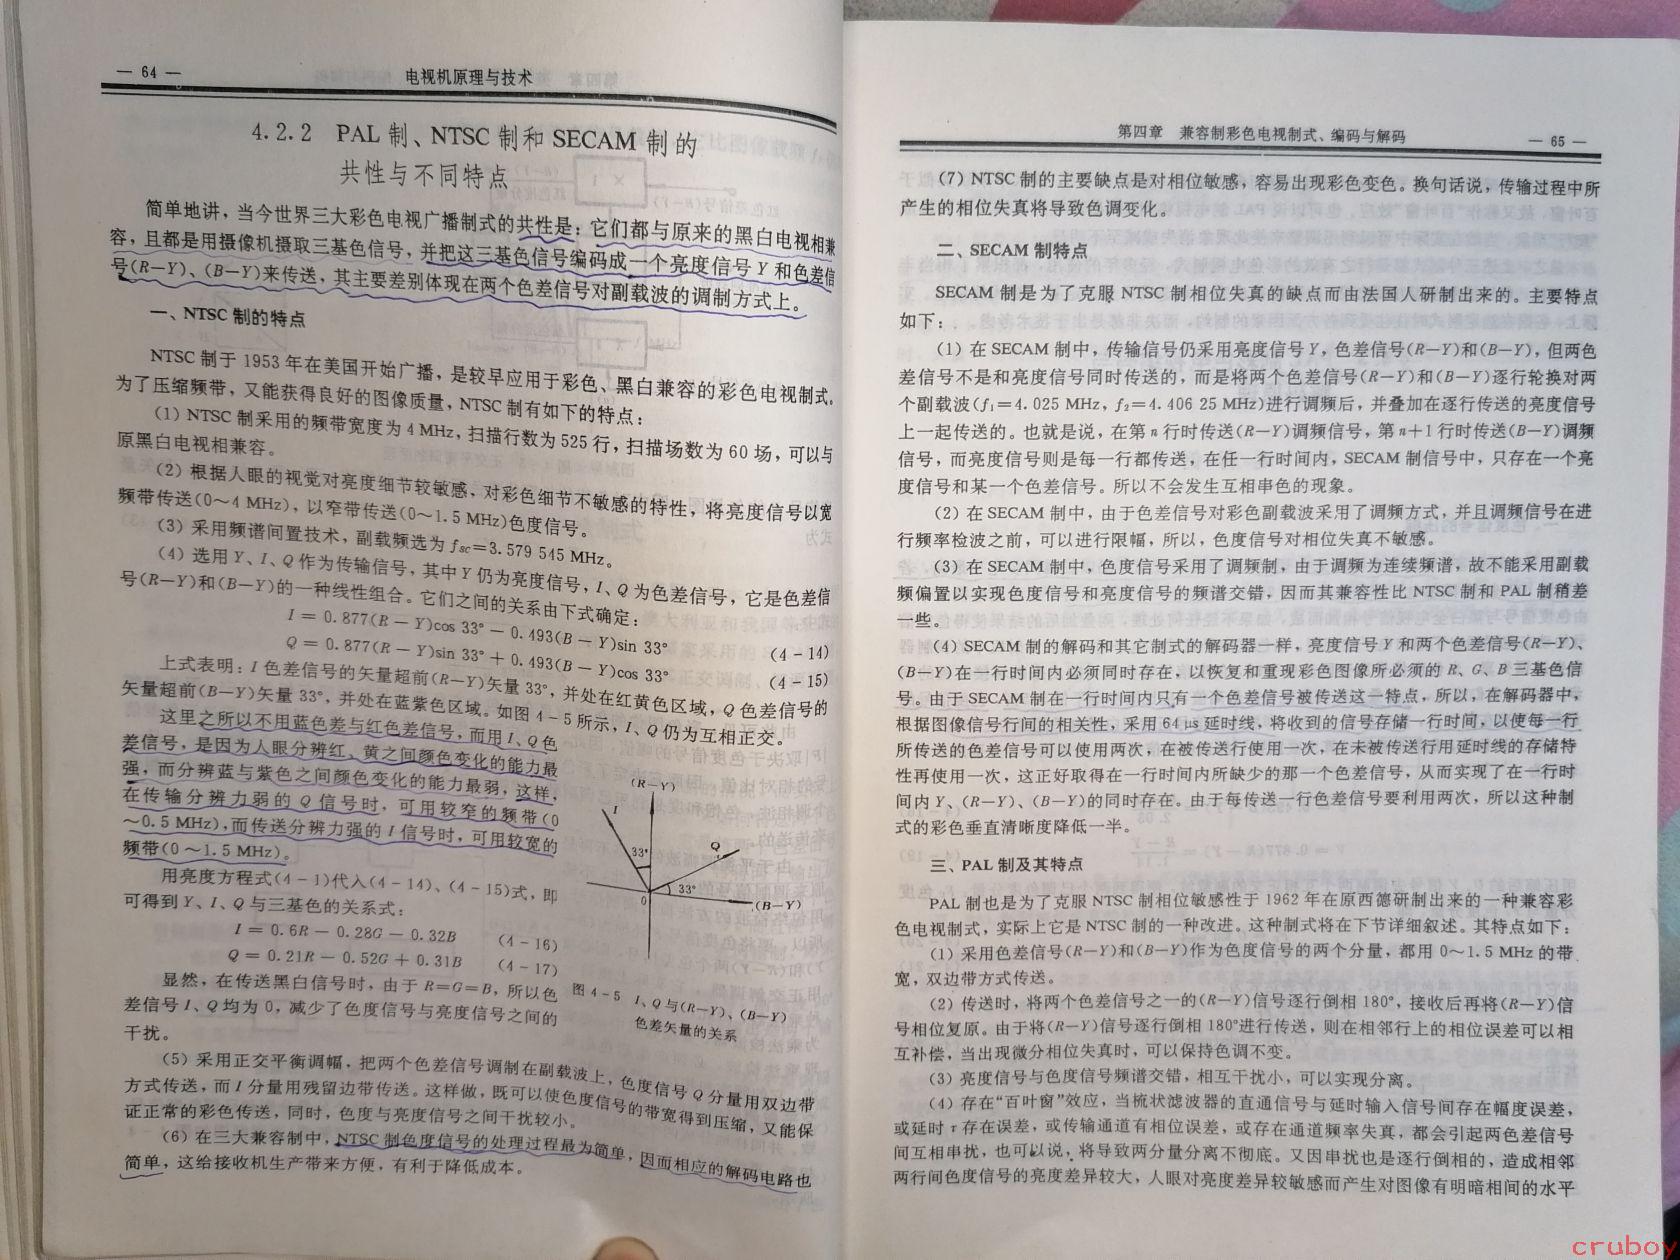 — 64 —
电视机原理与技术
4.2.2 PAL 制、NTSC 制和 SECAM 制的
共性与不同特点
简单地讲，当今世界三大彩色电视广播制式的共性是：它们都与原来的黑白电视相兼
容，且都是用摄像机摄取三基色信号，并把这三基色信号编码成一个亮度信号 Y 和色差信
号(R—Y)、(B—Y)来传送，其主要差别体现在两个色差信号对副载波的调制方式上。
一、NTSC 制的特点
NTSC 制于 1953 年在美国开始广播，是较早应用于彩色、黑白兼容的彩色电视制式。
为了压缩频带，又能获得良好的图像质量，NTSC 制有如下的特点：
(1) NTSC 制采用的频带宽度为 4 MHz，扫描行数为 525 行，扫描场数为 60 场，可以与
原黑白电视相兼容。
(2) 根据人眼的视觉对亮度细节较敏感，对彩色细节不敏感的特性，将亮度信号以宽
频带传送(0～4 MHz)，以窄带传送(0～1.5 MHz)色度信号。
(3) 采用频谱间置技术，副载频选为 fsc=3.579 545 MHz。
(4) 选用 Y、I、Q 作为传输信号，其中 Y 仍为亮度信号，I、Q 为色差信号，它是色差信
号(R—Y)和(B—Y)的一种线性组合。它们之间的关系由下式确定：
I = 0.877(R − Y)cos 33° − 0.493(B − Y)sin 33° (4 - 14)
Q = 0.877(R − Y)sin 33° + 0.493(B − Y)cos 33° (4 - 15)
上式表明：I 色差信号的矢量超前(R—Y)矢量 33°，并处在红黄色区域，Q 色差信号的
矢量超前(B—Y)矢量 33°，并处在蓝紫色区域。如图 4 - 5 所示，I、Q 仍为互相正交。
这里之所以不用蓝色差与红色差信号，而用 I、Q 色
差信号，是因为人眼分辨红、黄之间颜色变化的能力最
强，而分辨蓝与紫色之间颜色变化的能力最弱，这样，
在传输分辨力弱的 Q 信号时，可用较窄的频带(0
～0.5 MHz)，而传送分辨力强的 I 信号时，可用较宽的
频带(0～1.5 MHz)。
用亮度方程式(4 - 1)代入(4 - 14)、(4 - 15)式，即
可得到 Y、I、Q 与三基色的关系式：
I = 0.6R − 0.28G − 0.32B (4 - 16)
Q = 0.21R − 0.52G + 0.31B (4 - 17)
显然，在传送黑白信号时，由于 R=G=B，所以色
差信号 I、Q 均为 0，减少了色度信号与亮度信号之间的
干扰。
(R—Y)
I
33°
Q
33°
0
(B—Y)
图 4 - 5 I、Q 与(R—Y)、(B—Y)
色差矢量的关系
(5) 采用正交平衡调幅，把两个色差信号调制在副载波上，色度信号 Q 分量用双边带
方式传送，而 I 分量用残留边带传送。这样做，既可以使色度信号的带宽得到压缩，又能保
证正常的彩色传送，同时，色度与亮度信号之间干扰较小。
(6) 在三大兼容制中，NTSC 制色度信号的处理过程最为简单，因而相应的解码电路也
简单，这给接收机生产带来方便，有利于降低成本。
第四章 兼容制彩色电视制式、编码与解码
— 65 —
(7) NTSC 制的主要缺点是对相位敏感，容易出现彩色变色。换句话说，传输过程中所
产生的相位失真将导致色调变化。
二、SECAM 制特点
SECAM 制是为了克服 NTSC 制相位失真的缺点而由法国人研制出来的。主要特点
如下：
(1) 在 SECAM 制中，传输信号仍采用亮度信号 Y，色差信号(R—Y)和(B—Y)，但两色
差信号不是和亮度信号同时传送的，而是将两个色差信号(R—Y)和(B—Y)逐行轮换对两
个副载波(f₁=4.025 MHz，f₂=4.406 25 MHz)进行调频后，并叠加在逐行传送的亮度信号
上一起传送的。也就是说，在第 n 行时传送(R—Y)调频信号，第 n+1 行时传送(B—Y)调频
信号，而亮度信号则是每一行都传送，在任一行时间内，SECAM 制信号中，只存在一个亮
度信号和某一个色差信号。所以不会发生互相串色的现象。
(2) 在 SECAM 制中，由于色差信号对彩色副载波采用了调频方式，并且调频信号在进
行频率检波之前，可以进行限幅，所以，色度信号对相位失真不敏感。
(3) 在 SECAM 制中，色度信号采用了调频制，由于调频为连续频谱，故不能采用副载
频偏置以实现色度信号和亮度信号的频谱交错，因而其兼容性比 NTSC 制和 PAL 制稍差
一些。
(4) SECAM 制的解码和其它制式的解码器一样，亮度信号 Y 和两个色差信号(R—Y)、
(B—Y)在一行时间内必须同时存在，以恢复和重现彩色图像所必须的 R、G、B 三基色信
号。由于 SECAM 制在一行时间内只有一个色差信号被传送这一特点，所以，在解码器中，
根据图像信号行间的相关性，采用 64 μs 延时线，将收到的信号存储一行时间，以使每一行
所传送的色差信号可以使用两次，在被传送行使用一次，在未被传送行用延时线的存储特
性再使用一次，这正好取得在一行时间内所缺少的那一个色差信号，从而实现了在一行时
间内 Y、(R—Y)、(B—Y)的同时存在。由于每传送一行色差信号要利用两次，所以这种制
式的彩色垂直清晰度降低一半。
三、PAL 制及其特点
PAL 制也是为了克服 NTSC 制相位敏感性于 1962 年在原西德研制出来的一种兼容彩
色电视制式，实际上它是 NTSC 制的一种改进。这种制式将在下节详细叙述。其特点如下：
(1) 采用色差信号(R—Y)和(B—Y)作为色度信号的两个分量，都用 0～1.5 MHz 的带
宽，双边带方式传送。
(2) 传送时，将两个色差信号之一的(R—Y)信号逐行倒相 180°，接收后再将(R—Y)信
号相位复原。由于将(R—Y)信号逐行倒相 180°进行传送，则在相邻行上的相位误差可以相
互补偿，当出现微分相位失真时，可以保持色调不变。
(3) 亮度信号与色度信号频谱交错，相互干扰小，可以实现分离。
(4) 存在“百叶窗”效应，当梳状滤波器的直通信号与延时输入信号间存在幅度误差，
或延时 τ 存在误差，或传输通道有相位误差，或存在通道频率失真，都会引起两色差信号
间互相串扰，也可以说，将导致两分量分离不彻底。又因串扰也是逐行倒相的，造成相邻
两行间色度信号的亮度差异较大，人眼对亮度差异较敏感而产生对图像有明暗相间的水平
cruboy